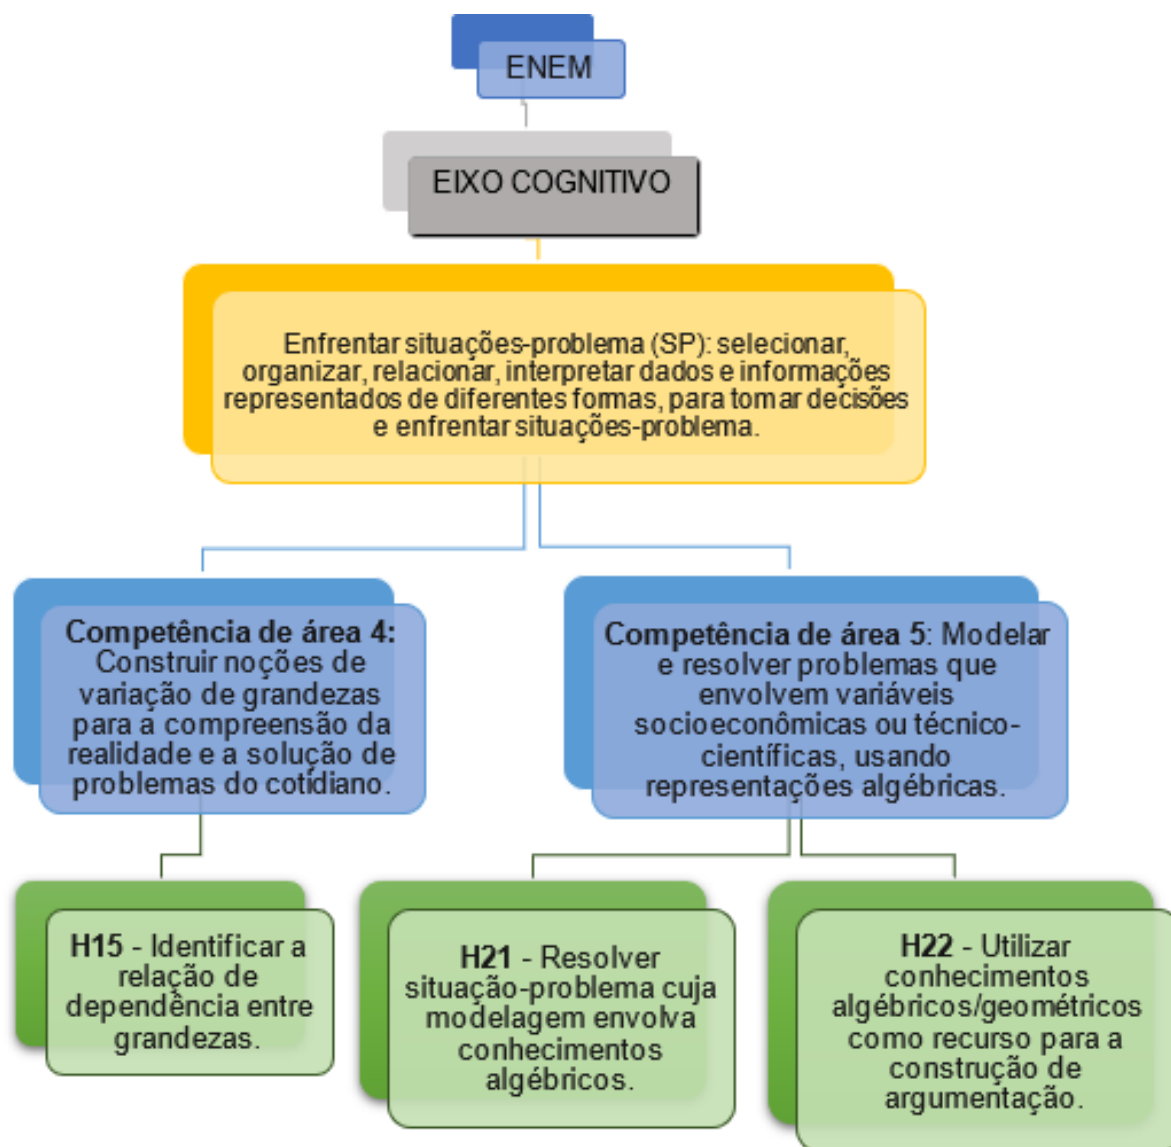 ENEM
EIXO COGNITIVO
Enfrentar situações-problema (SP): selecionar,
organizar, relacionar, interpretar dados e informações
representados de diferentes formas, para tomar decisões
e enfrentar situações-problema.
Competência de área 4:
Construir noções de
variação de grandezas
para a compreensão da
realidade e a solução de
problemas do cotidiano.
Competência de área 5: Modelar
e resolver problemas que
envolvem variáveis
socioeconômicas ou técnico-
científicas, usando
representações algébricas.
H15 - Identificar a
relação de
dependência entre
grandezas.
H21 - Resolver
situação-problema cuja
modelagem envolva
conhecimentos
algébricos.
H22 - Utilizar
conhecimentos
algébricos/geométricos
como recurso para a
construção de
argumentação.